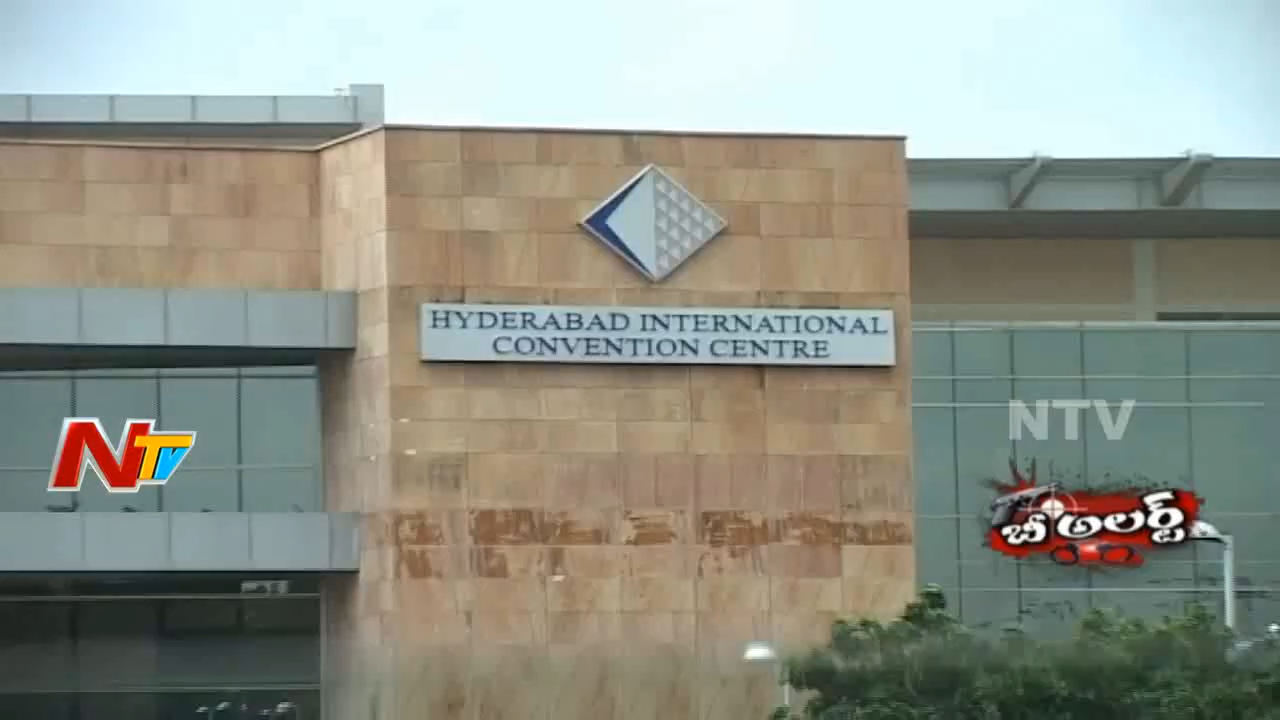 HYDERABAD INTERNATIONAL
CONVENTION CENTRE
NTV
NTV
బీ అలర్ట్